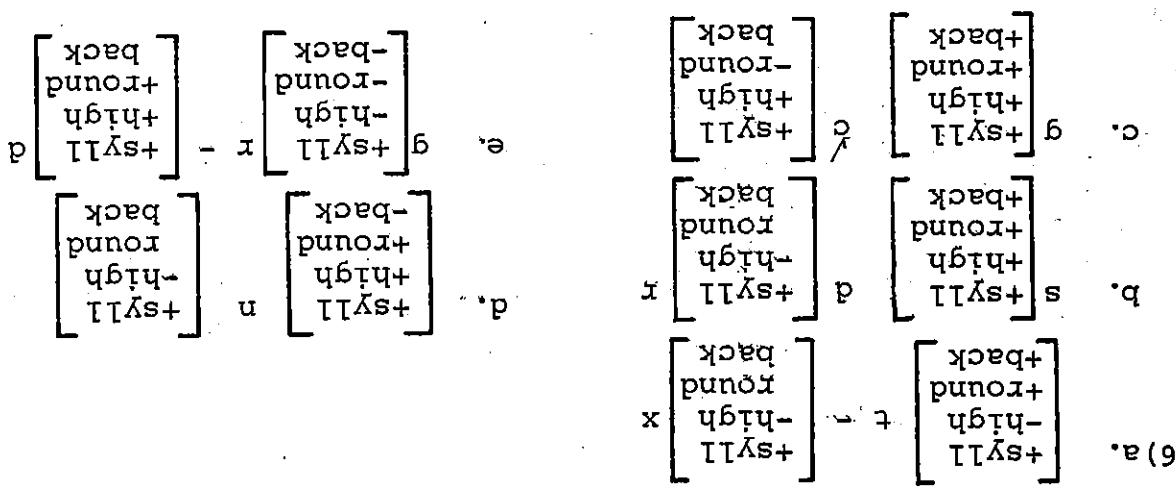 6)a. [+syll -high +round +back] t - [+syll -high round back] x
b. s [+syll +high +round +back] d [+syll -high round back] r
c. g [+syll +high +round +back] č [+syll +high -round back]
d. [+syll +high +round -back] n [+syll -high round back]
e. g [+syll -high -round -back] r - [+syll +high +round back] d